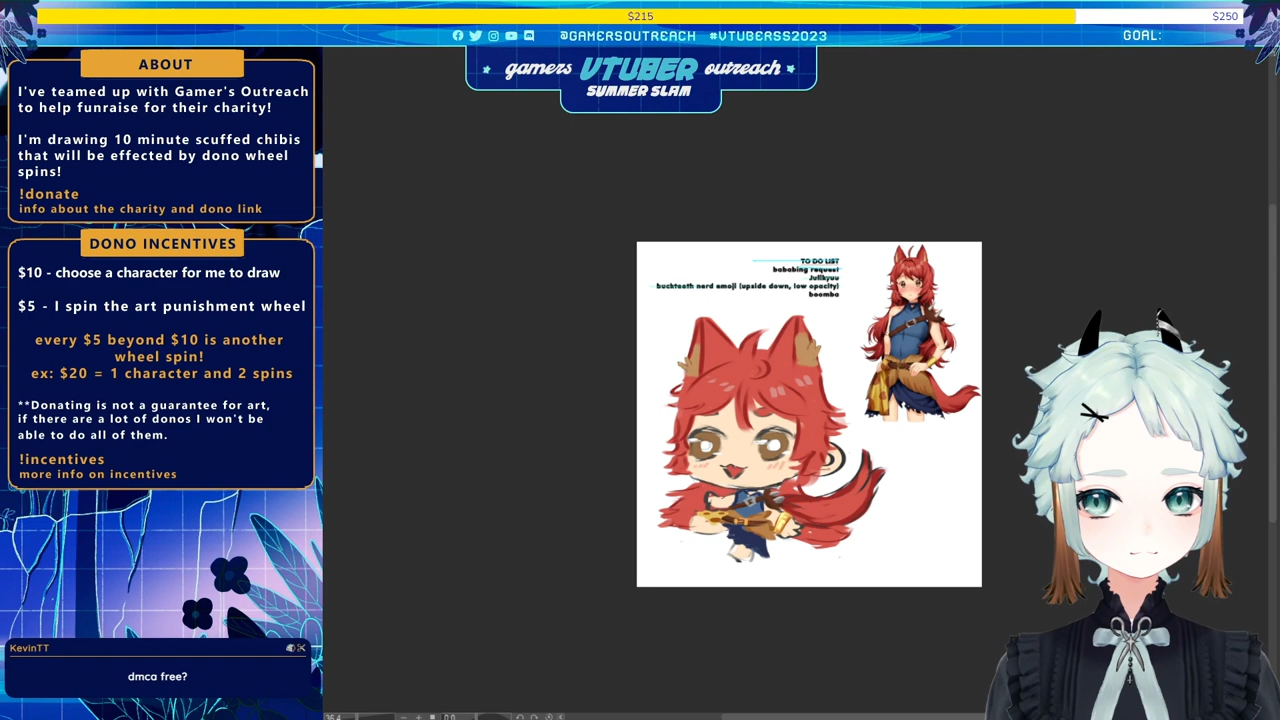 $215
$250
@GAMERSOUTREACH #VTUBERSS2023
GOAL:
gamers VTUBER outreach
SUMMER SLAM
ABOUT
I've teamed up with Gamer's Outreach
to help funraise for their charity!
I'm drawing 10 minute scuffed chibis
that will be effected by dono wheel
spins!
!donate
info about the charity and dono link
DONO INCENTIVES
$10 - choose a character for me to draw
$5 - I spin the art punishment wheel
every $5 beyond $10 is another
wheel spin!
ex: $20 = 1 character and 2 spins
**Donating is not a guarantee for art,
if there are a lot of donos I won't be
able to do all of them.
!incentives
more info on incentives
TO DO LIST
bababing request
Juilkyuu
bucktooth nerd emoji (upside down, low opacity)
boomba
KevinTT
dmca free?